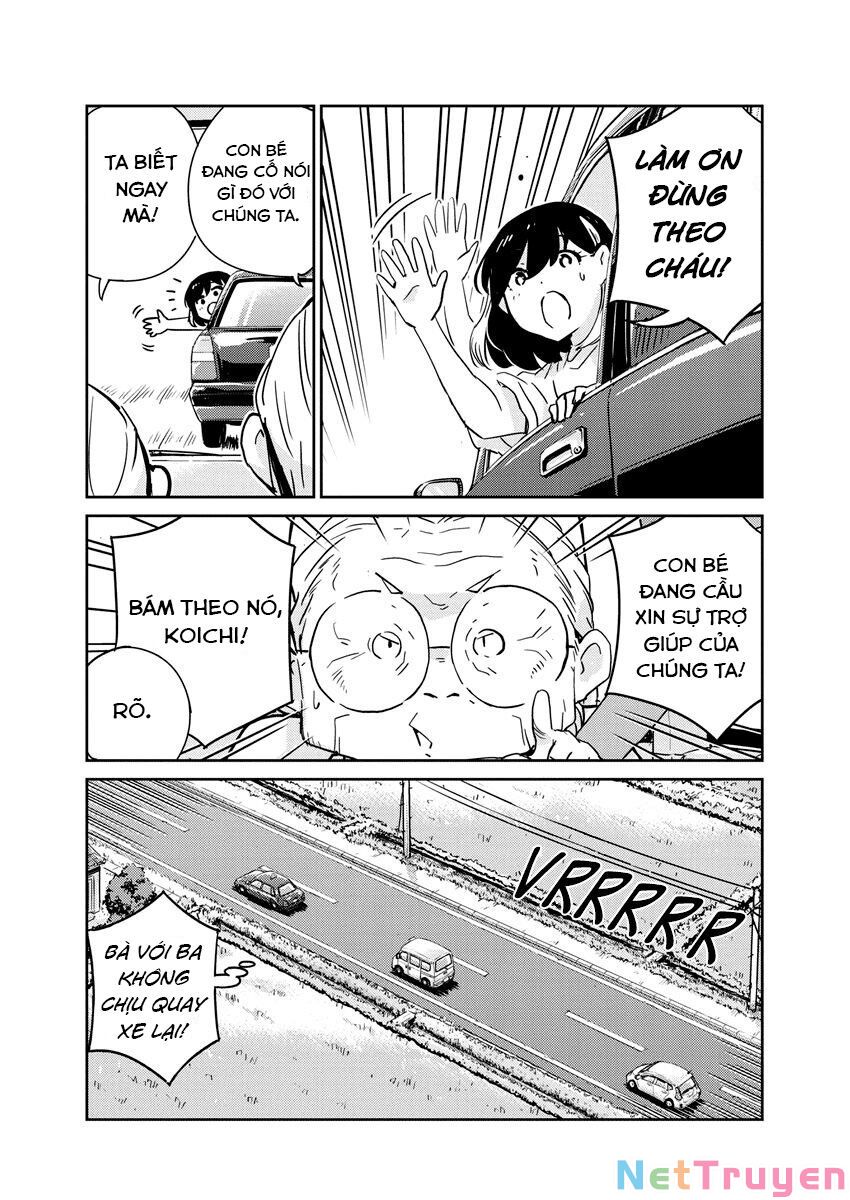 LÀM ƠN
ĐỪNG
THEO
CHÁU!
CON BÉ
ĐANG CỐ NÓI
GÌ ĐÓ VỚI
CHÚNG TA.
TA BIẾT
NGAY
MÀ!
CON BÉ
ĐANG CẦU
XIN SỰ TRỢ
GIÚP CỦA
CHÚNG TA!
BÁM THEO NÓ,
KOICHI!
RÕ.
VRRRRR
BÀ VỚI BA
KHÔNG
CHỊU QUAY
XE LẠI!
NetTruyen